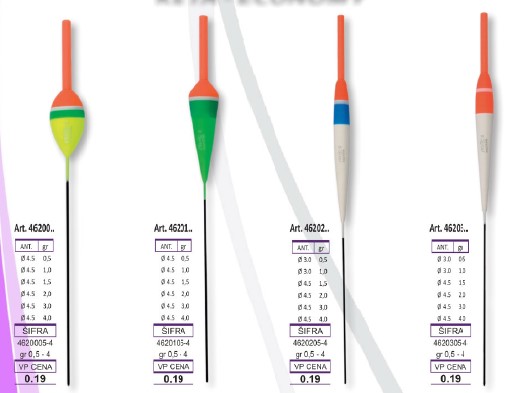 KETA ECONOMY
Art. 46200..
ANT. gr
Ø 4.5 0,5
Ø 4.5 1,0
Ø 4.5 1,5
Ø 4.5 2,0
Ø 4.5 3,0
Ø 4.5 4,0
ŠIFRA
4620005-4
gr 0,5 - 4
VP CENA
0.19
Art. 46201..
ANT. gr
Ø 4.5 0,5
Ø 4.5 1,0
Ø 4.5 1,5
Ø 4.5 2,0
Ø 4.5 3,0
Ø 4.5 4,0
ŠIFRA
4620105-4
gr 0,5 - 4
VP CENA
0.19
Art. 46202..
ANT. gr
Ø 3.0 0,5
Ø 3.0 1,0
Ø 4.5 1,5
Ø 4.5 2,0
Ø 4.5 3,0
Ø 4.5 4,0
ŠIFRA
4620205-4
gr 0,5 - 4
VP CENA
0.19
Art. 46203..
ANT.
Ø 3.0 0,5
Ø 3.0 1,0
Ø 4.5 1,5
Ø 4.5 2,0
Ø 4.5 3,0
Ø 4.5 4,0
ŠIFRA
4620305-4
gr 0,5 - 4
VP CENA
0.19